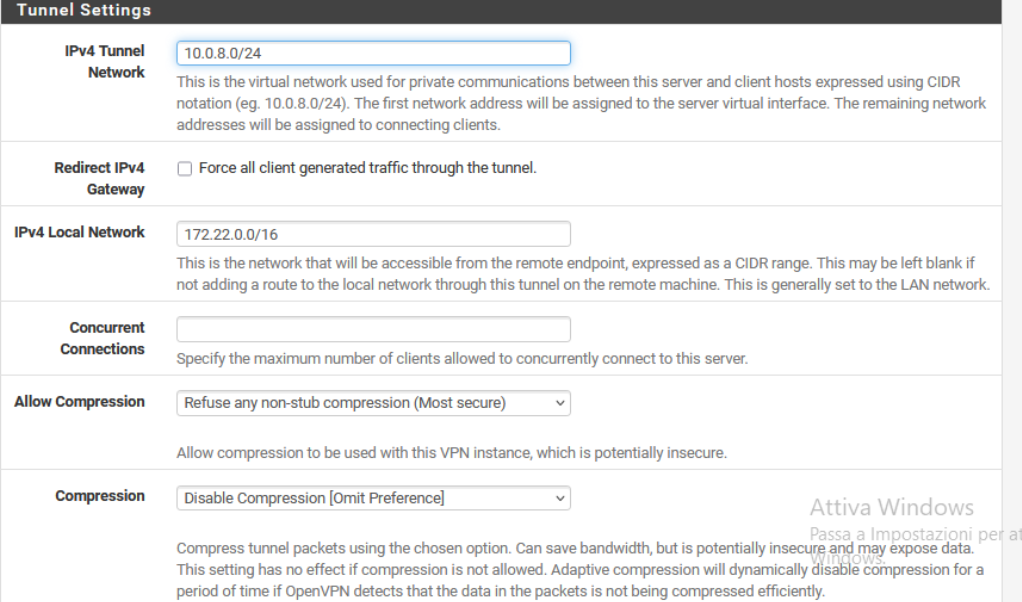 Tunnel Settings
IPv4 Tunnel
Network
10.0.8.0/24
This is the virtual network used for private communications between this server and client hosts expressed using CIDR
notation (eg. 10.0.8.0/24). The first network address will be assigned to the server virtual interface. The remaining network
addresses will be assigned to connecting clients.
Redirect IPv4
Gateway
Force all client generated traffic through the tunnel.
IPv4 Local Network
172.22.0.0/16
This is the network that will be accessible from the remote endpoint, expressed as a CIDR range. This may be left blank if
not adding a route to the local network through this tunnel on the remote machine. This is generally set to the LAN network.
Concurrent
Connections
Specify the maximum number of clients allowed to concurrently connect to this server.
Allow Compression
Refuse any non-stub compression (Most secure)
Allow compression to be used with this VPN instance, which is potentially insecure.
Compression
Disable Compression [Omit Preference]
Attiva Windows
Passa a Impostazioni per at
Windows.
Compress tunnel packets using the chosen option. Can save bandwidth, but is potentially insecure and may expose data.
This setting has no effect if compression is not allowed. Adaptive compression will dynamically disable compression for a
period of time if OpenVPN detects that the data in the packets is not being compressed efficiently.